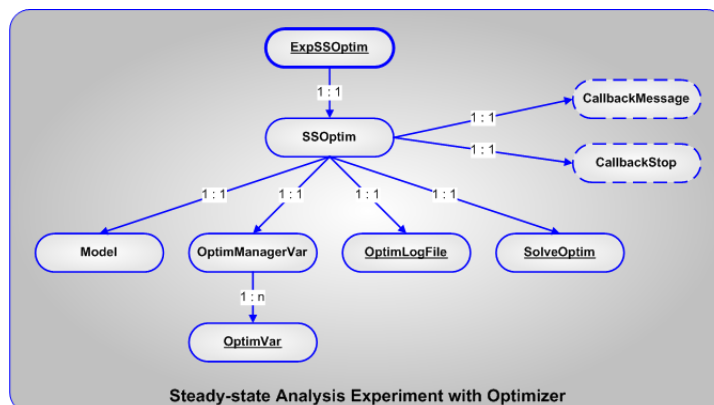 ExpSSOptim
1 : 1
CallbackMessage
1 : 1
SSOptim
1 : 1
CallbackStop
1 : 1
1 : 1
1 : 1
1 : 1
Model
OptimManagerVar
OptimLogFile
SolveOptim
1 : n
OptimVar
Steady-state Analysis Experiment with Optimizer